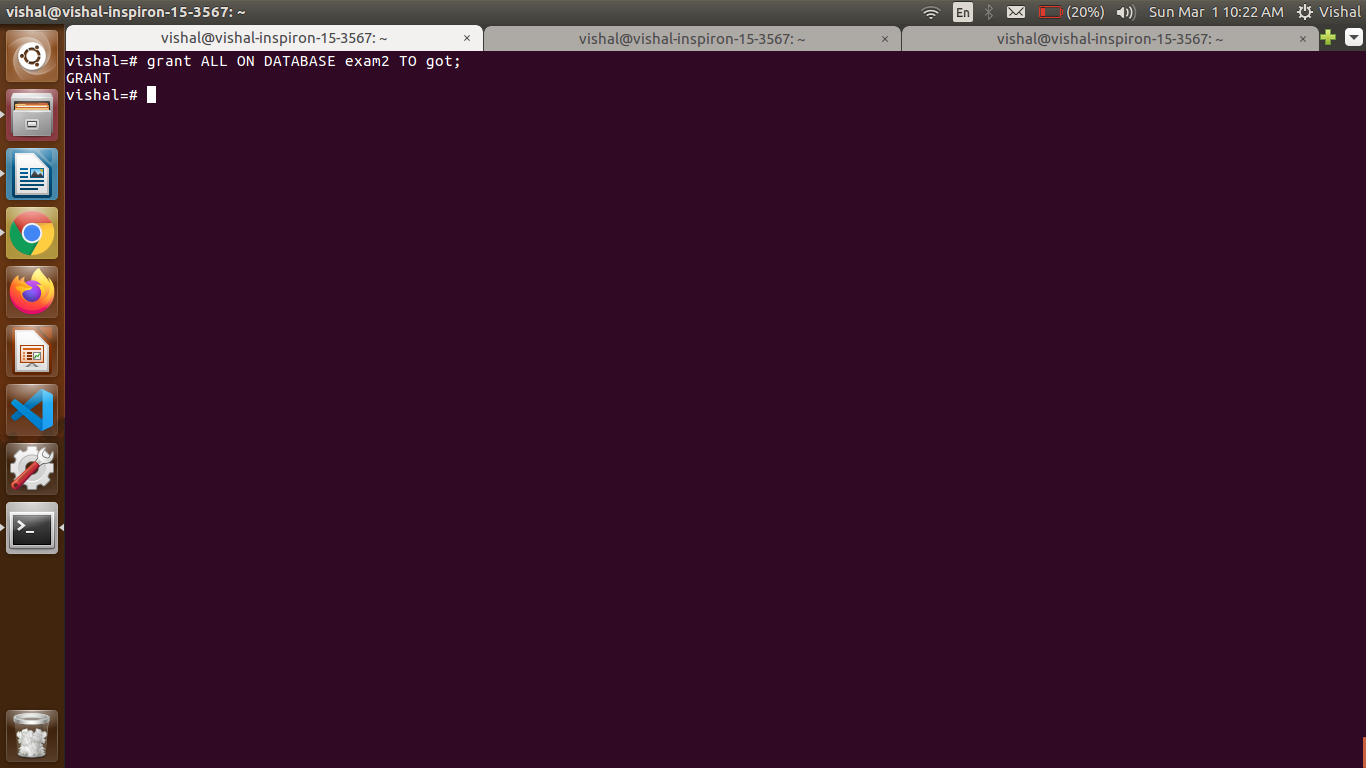 vishal@vishal-inspiron-15-3567: ~
En
(20%)
Sun Mar 1 10:22 AM
Vishal
vishal@vishal-inspiron-15-3567: ~ ×
vishal@vishal-inspiron-15-3567: ~ ×
vishal@vishal-inspiron-15-3567: ~ ×
vishal=# grant ALL ON DATABASE exam2 TO got;
GRANT
vishal=#